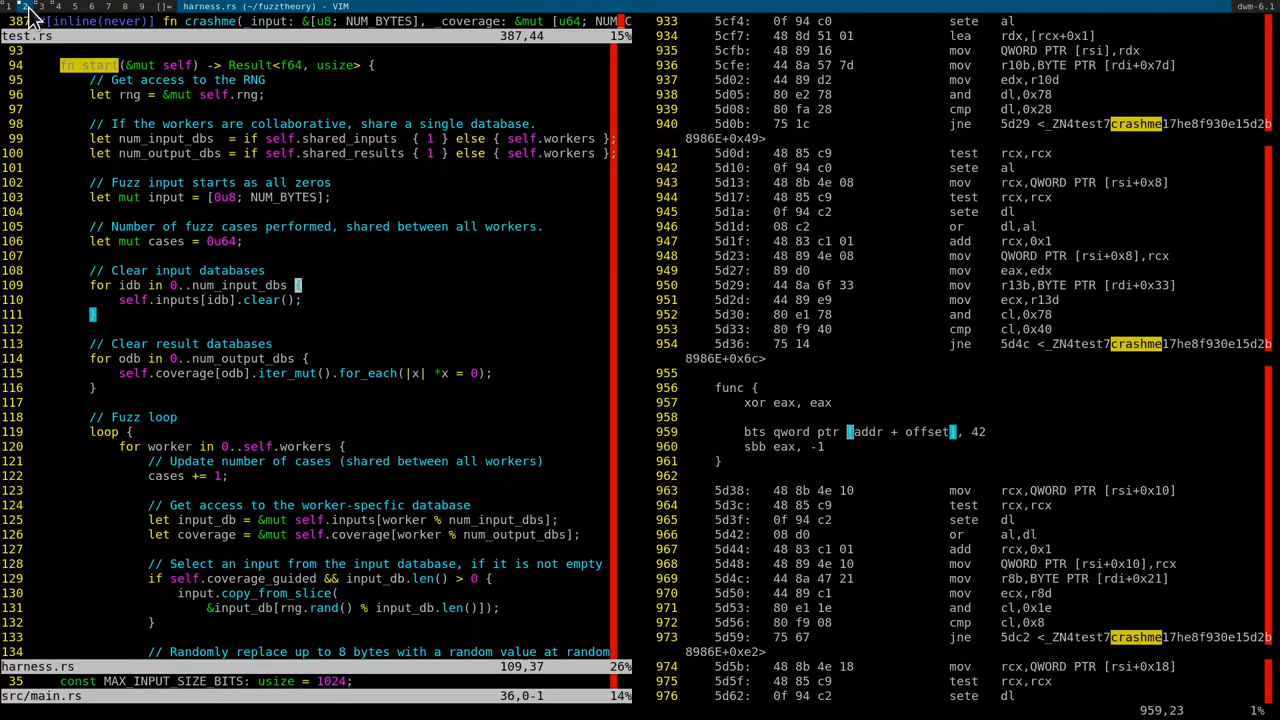 1 2 3 4 5 6 7 8 9 []= harness.rs (~/fuzztheory) - VIM dwm-6.1
387 #[inline(never)] fn crashme(_input: &[u8; NUM_BYTES], _coverage: &mut [u64; NUM C
test.rs 387,44 15%
93
94 fn start(&mut self) -> Result<f64, usize> {
95 // Get access to the RNG
96 let rng = &mut self.rng;
97
98 // If the workers are collaborative, share a single database.
99 let num_input_dbs  = if self.shared_inputs  { 1 } else { self.workers };
100 let num_output_dbs = if self.shared_results { 1 } else { self.workers };
101
102 // Fuzz input starts as all zeros
103 let mut input = [0u8; NUM_BYTES];
104
105 // Number of fuzz cases performed, shared between all workers.
106 let mut cases = 0u64;
107
108 // Clear input databases
109 for idb in 0..num_input_dbs {
110 self.inputs[idb].clear();
111 }
112
113 // Clear result databases
114 for odb in 0..num_output_dbs {
115 self.coverage[odb].iter_mut().for_each(|x| *x = 0);
116 }
117
118 // Fuzz loop
119 loop {
120 for worker in 0..self.workers {
121 // Update number of cases (shared between all workers)
122 cases += 1;
123
124 // Get access to the worker-specfic database
125 let input_db = &mut self.inputs[worker % num_input_dbs];
126 let coverage = &mut self.coverage[worker % num_output_dbs];
127
128 // Select an input from the input database, if it is not empty
129 if self.coverage_guided && input_db.len() > 0 {
130 input.copy_from_slice(
131 &input_db[rng.rand() % input_db.len()]);
132 }
133
134 // Randomly replace up to 8 bytes with a random value at random
harness.rs 109,37 26%
35 const MAX_INPUT_SIZE_BITS: usize = 1024;
src/main.rs 36,0-1 14%
933 5cf4: 0f 94 c0 sete al
934 5cf7: 48 8d 51 01 lea rdx,[rcx+0x1]
935 5cfb: 48 89 16 mov QWORD PTR [rsi],rdx
936 5cfe: 44 8a 57 7d mov r10b,BYTE PTR [rdi+0x7d]
937 5d02: 44 89 d2 mov edx,r10d
938 5d05: 80 e2 78 and dl,0x78
939 5d08: 80 fa 28 cmp dl,0x28
940 5d0b: 75 1c jne 5d29 <_ZN4test7crashme17he8f930e15d2b
8986E+0x49>
941 5d0d: 48 85 c9 test rcx,rcx
942 5d10: 0f 94 c0 sete al
943 5d13: 48 8b 4e 08 mov rcx,QWORD PTR [rsi+0x8]
944 5d17: 48 85 c9 test rcx,rcx
945 5d1a: 0f 94 c2 sete dl
946 5d1d: 08 c2 or dl,al
947 5d1f: 48 83 c1 01 add rcx,0x1
948 5d23: 48 89 4e 08 mov QWORD PTR [rsi+0x8],rcx
949 5d27: 89 d0 mov eax,edx
950 5d29: 44 8a 6f 33 mov r13b,BYTE PTR [rdi+0x33]
951 5d2d: 44 89 e9 mov ecx,r13d
952 5d30: 80 e1 78 and cl,0x78
953 5d33: 80 f9 40 cmp cl,0x40
954 5d36: 75 14 jne 5d4c <_ZN4test7crashme17he8f930e15d2b
8986E+0x6c>
955
956 func {
957 xor eax, eax
958
959 bts qword ptr [addr + offset], 42
960 sbb eax, -1
961 }
962
963 5d38: 48 8b 4e 10 mov rcx,QWORD PTR [rsi+0x10]
964 5d3c: 48 85 c9 test rcx,rcx
965 5d3f: 0f 94 c2 sete dl
966 5d42: 08 d0 or al,dl
967 5d44: 48 83 c1 01 add rcx,0x1
968 5d48: 48 89 4e 10 mov QWORD PTR [rsi+0x10],rcx
969 5d4c: 44 8a 47 21 mov r8b,BYTE PTR [rdi+0x21]
970 5d50: 44 89 c1 mov ecx,r8d
971 5d53: 80 e1 1e and cl,0x1e
972 5d56: 80 f9 08 cmp cl,0x8
973 5d59: 75 67 jne 5dc2 <_ZN4test7crashme17he8f930e15d2b
8986E+0xe2>
974 5d5b: 48 8b 4e 18 mov rcx,QWORD PTR [rsi+0x18]
975 5d5f: 48 85 c9 test rcx,rcx
976 5d62: 0f 94 c2 sete dl
959,23 1%